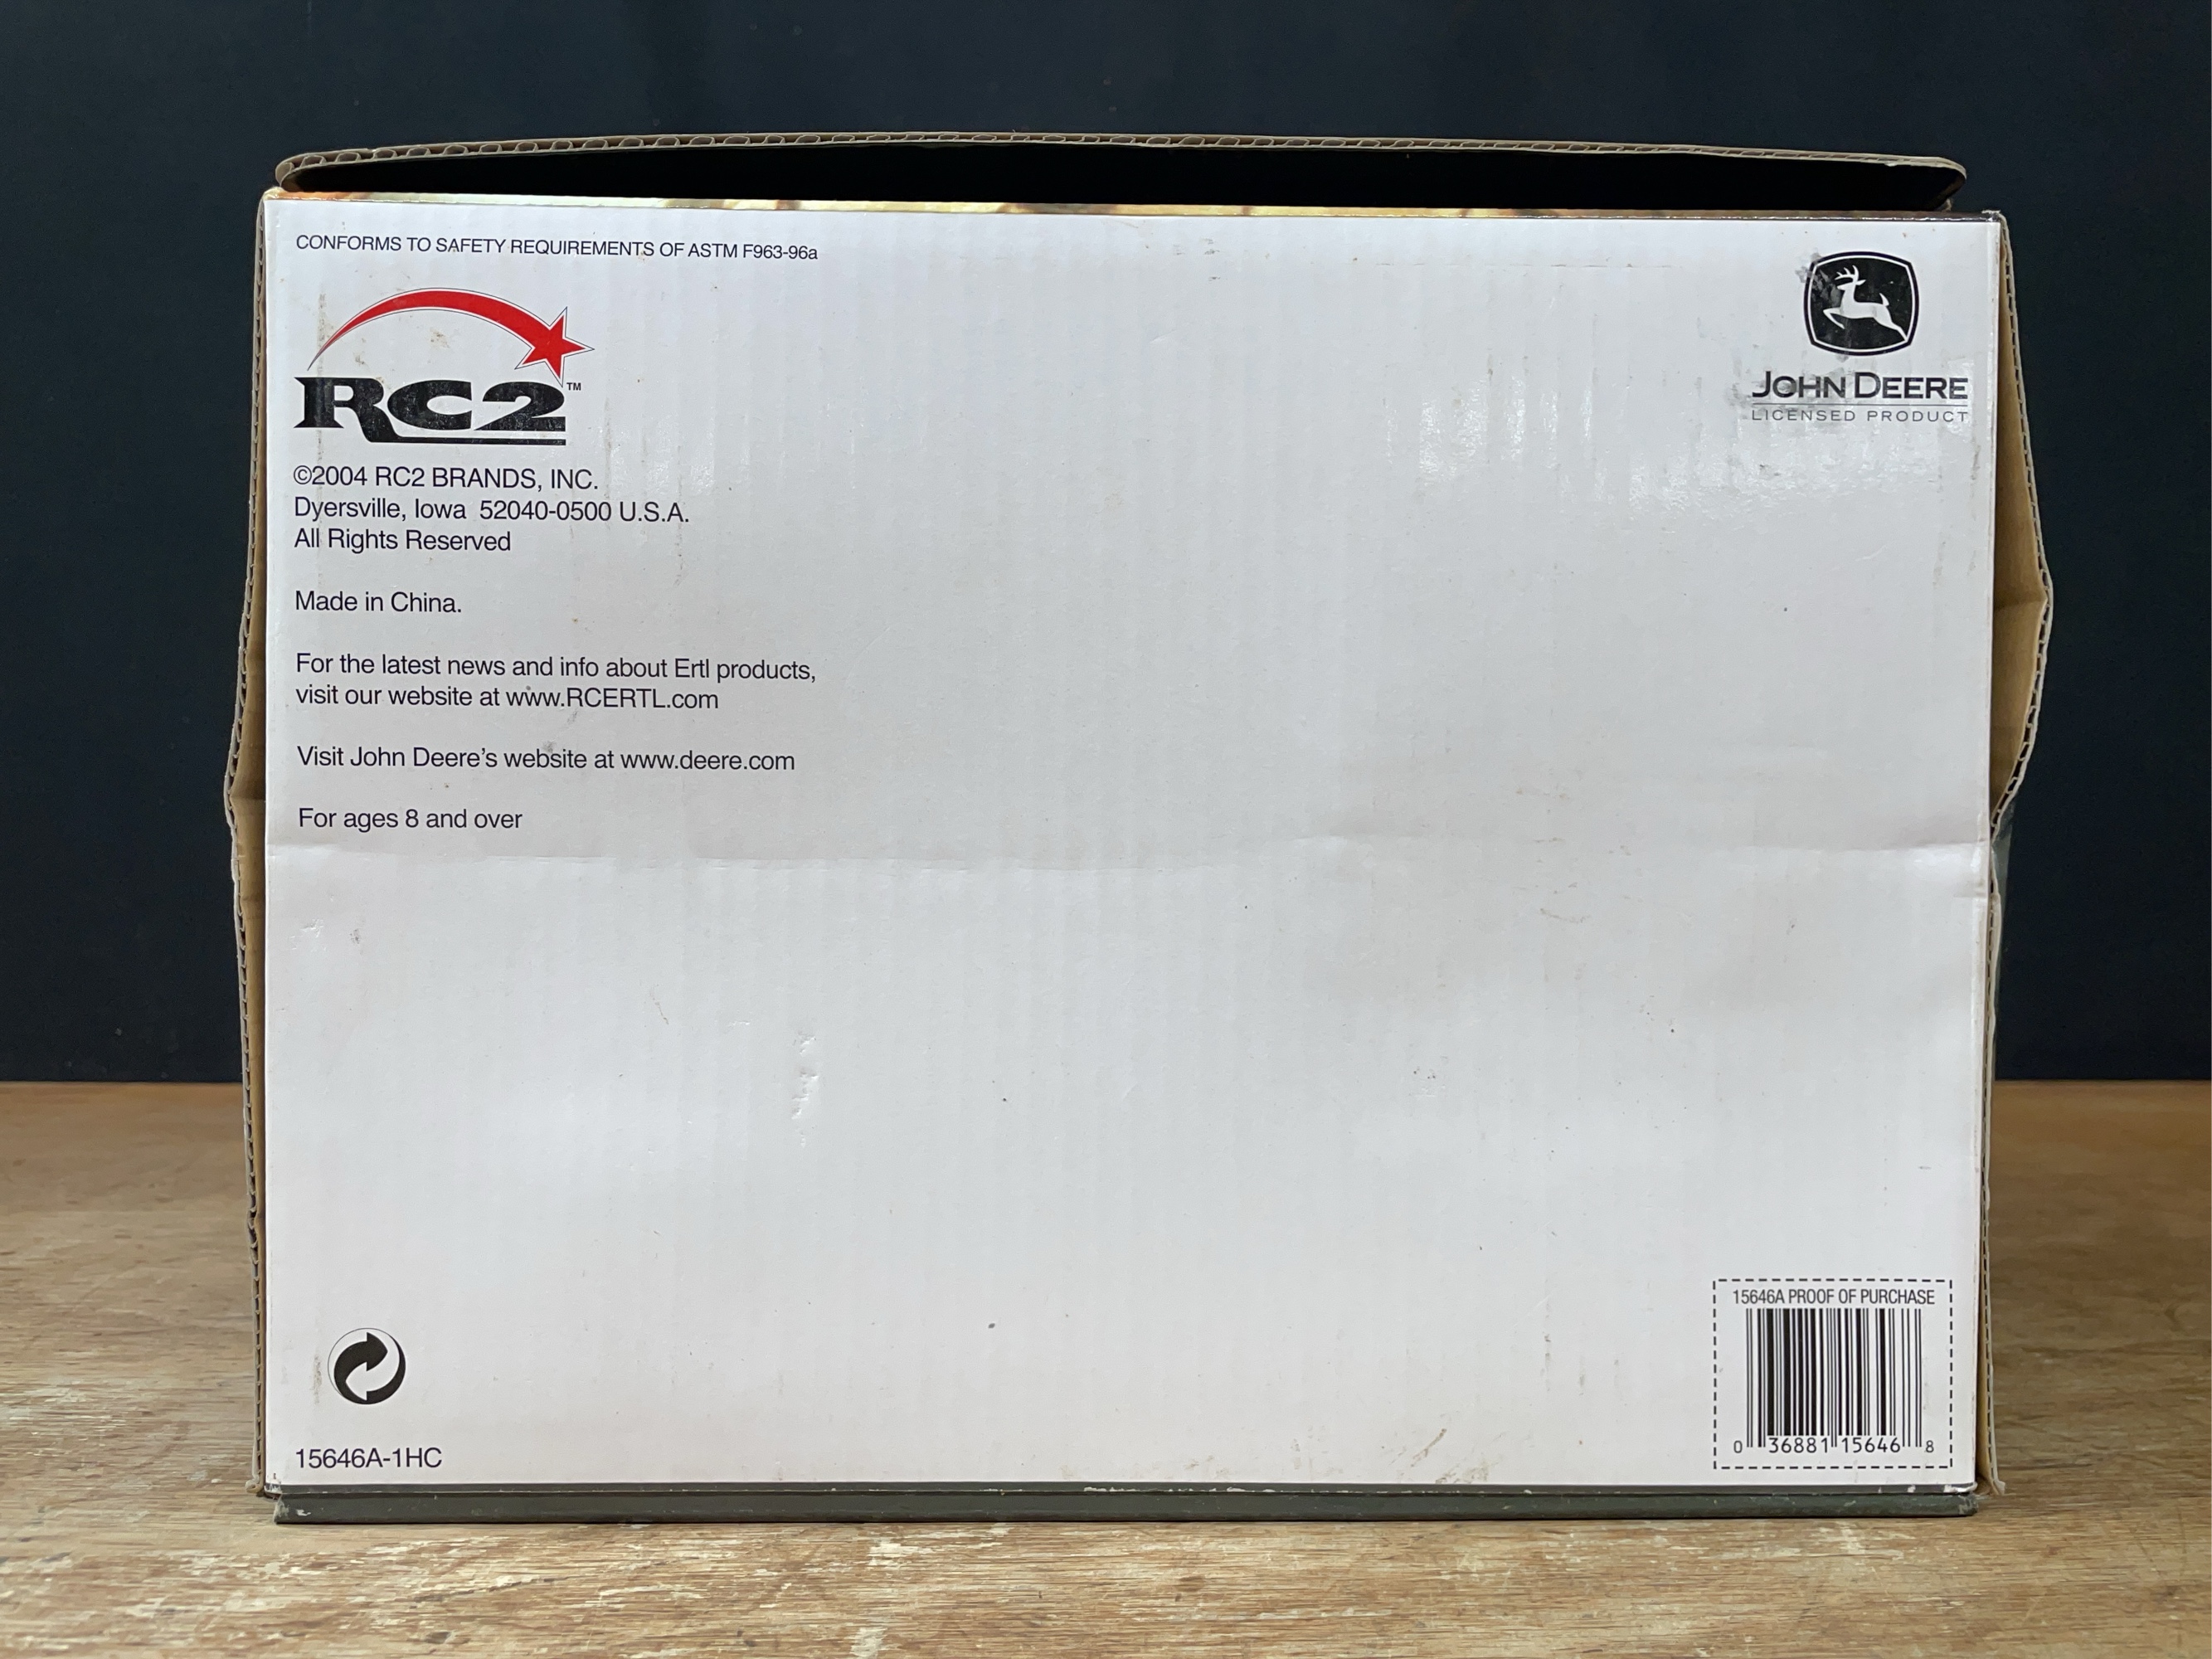 CONFORMS TO SAFETY REQUIREMENTS OF ASTM F963-96a
RC2™
©2004 RC2 BRANDS, INC.
Dyersville, Iowa 52040-0500 U.S.A.
All Rights Reserved
Made in China.
For the latest news and info about Ertl products,
visit our website at www.RCERTL.com
Visit John Deere’s website at www.deere.com
For ages 8 and over
15646A-1HC
JOHN DEERE
LICENSED PRODUCT
15646A PROOF OF PURCHASE
0 36881 15646 8